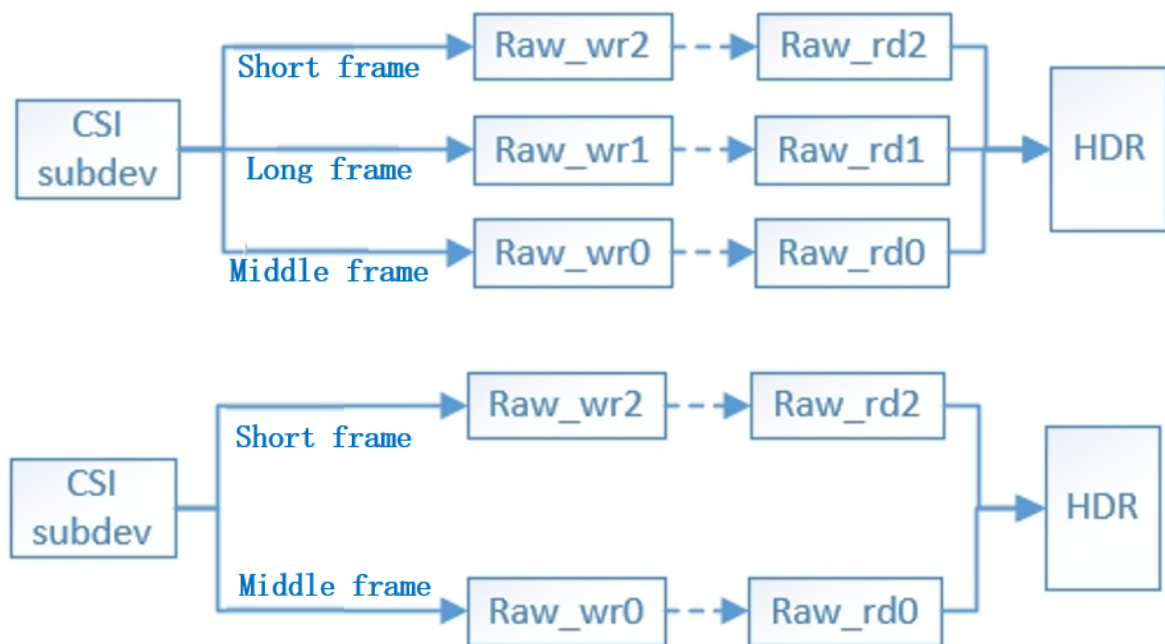 Raw_wr2
Raw_rd2
Short frame
CSI
subdev
Raw_wr1
Raw_rd1
HDR
Long frame
Raw_wr0
Raw_rd0
Middle frame
Raw_wr2
Raw_rd2
Short frame
CSI
subdev
HDR
Middle frame
Raw_wr0
Raw_rd0